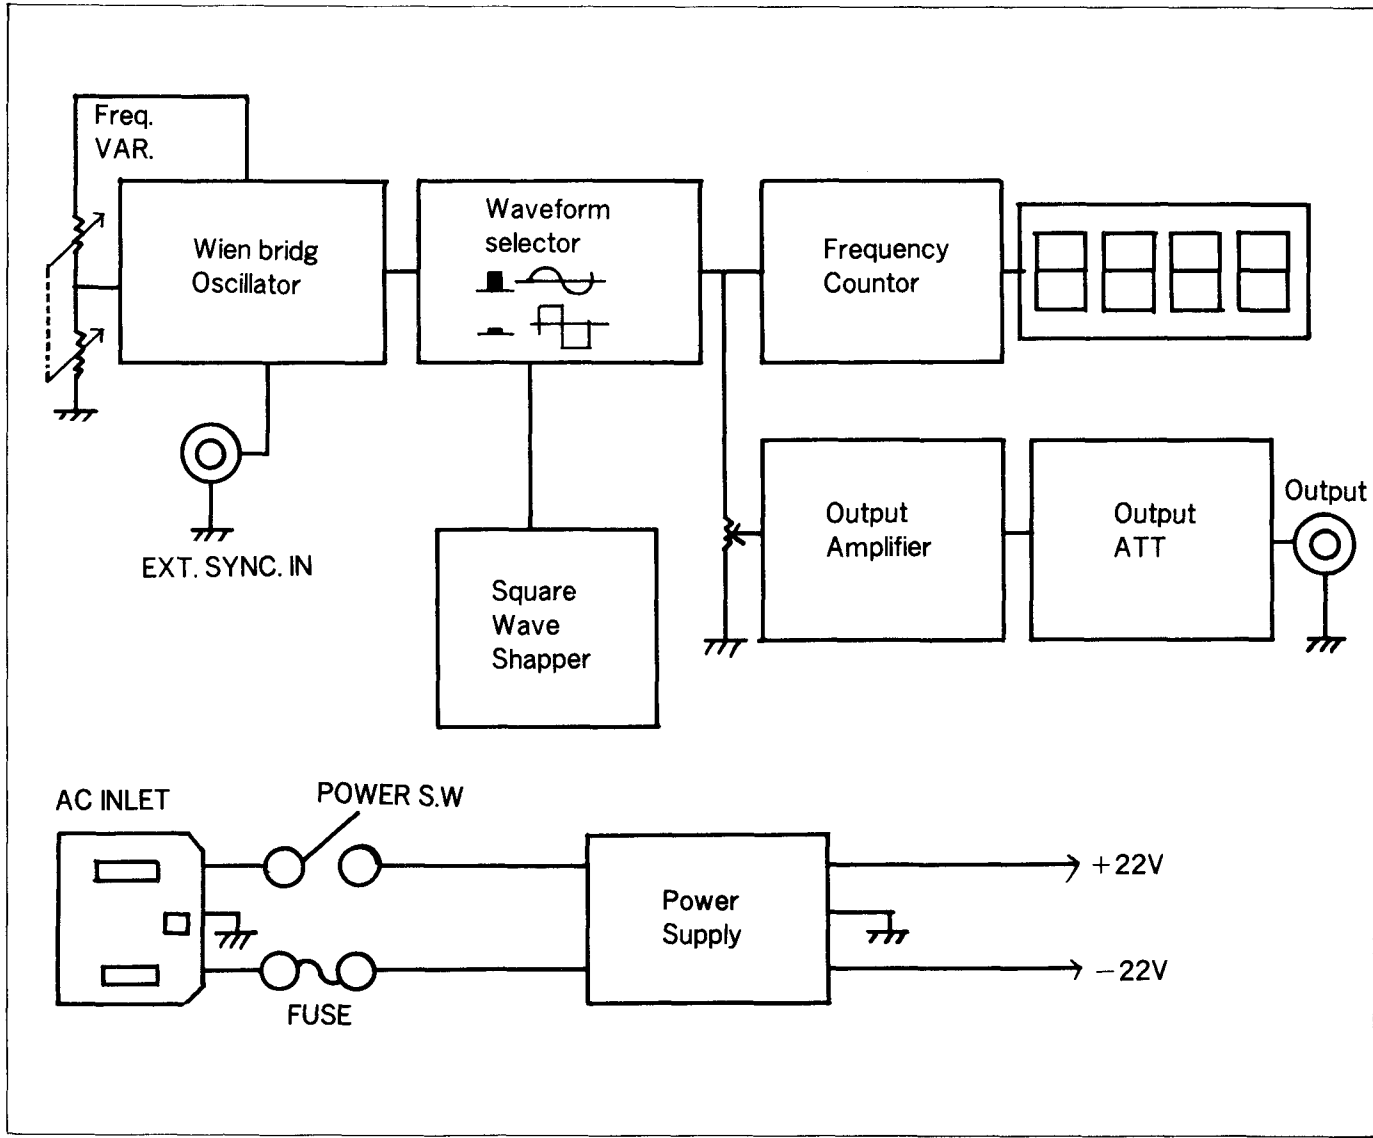 Freq.
VAR.
Wien bridg
Oscillator
Waveform
selector
Frequency
Countor
EXT. SYNC. IN
Square
Wave
Shapper
Output
Amplifier
Output
ATT
Output
AC INLET
POWER S.W
FUSE
Power
Supply
+22V
-22V